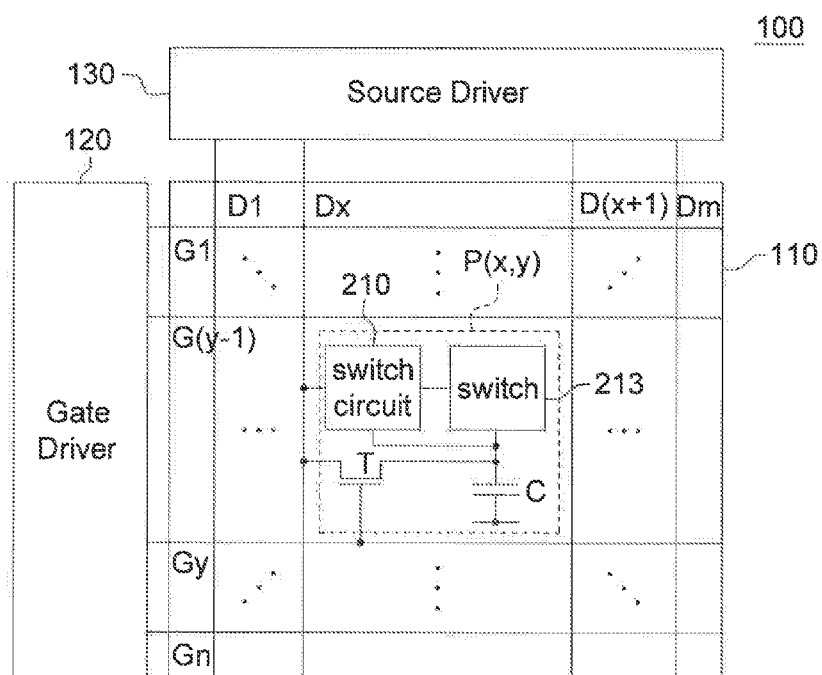 100
130
Source Driver
120
D1 Dx D(x+1) Dm
G1
P(x,y)
110
210
G(y-1)
switch circuit
switch
213
Gate Driver
T
C
Gy
Gn